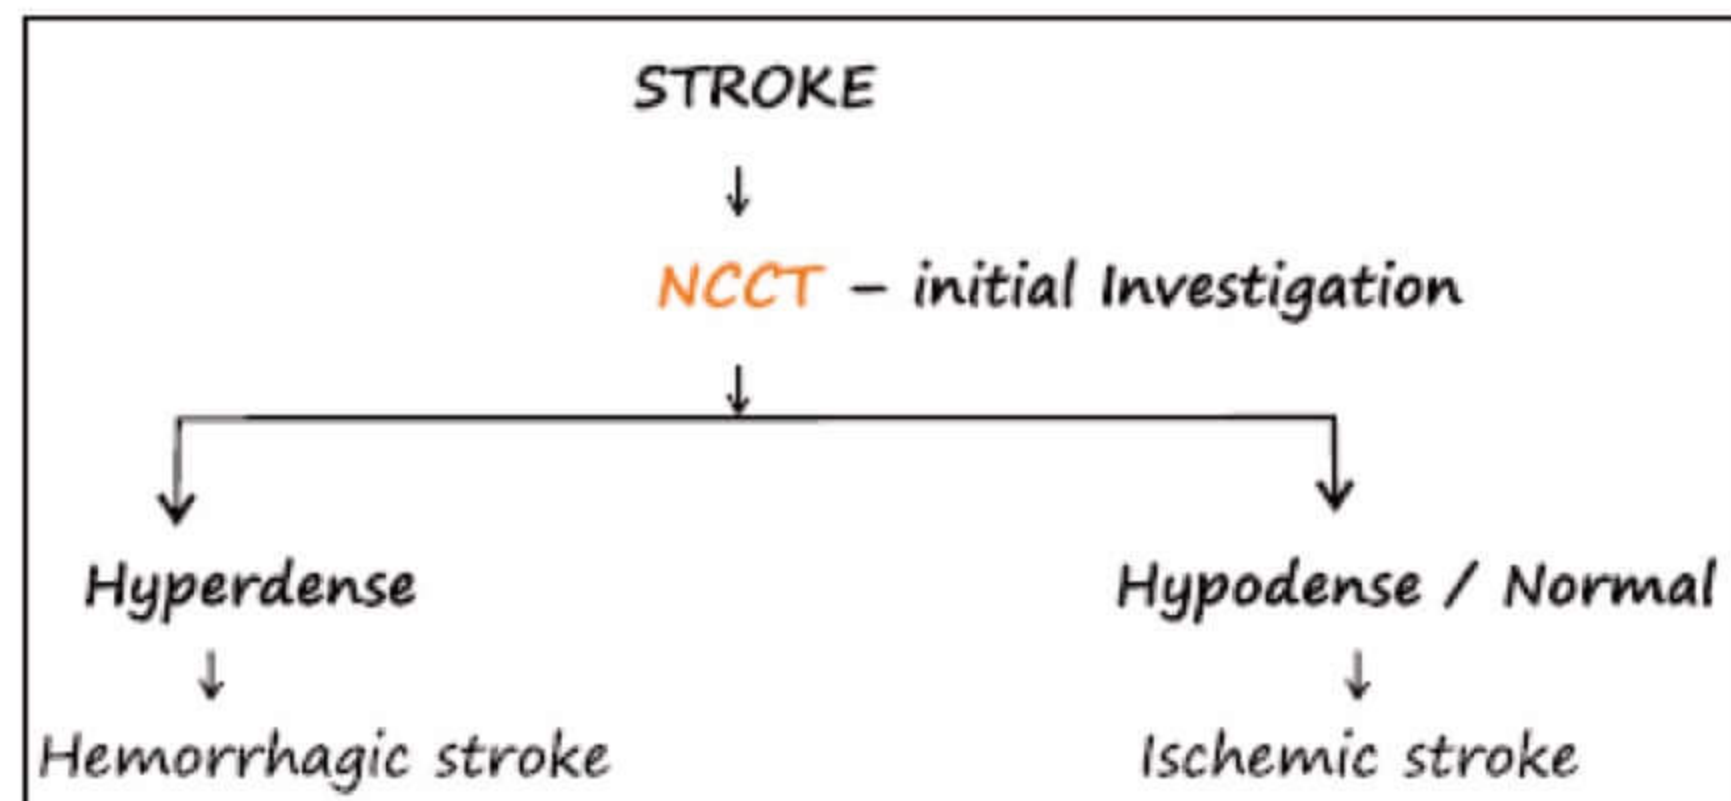 STROKE
NCCT – initial Investigation
Hyperdense
Hypodense / Normal
Hemorrhagic stroke
Ischemic stroke